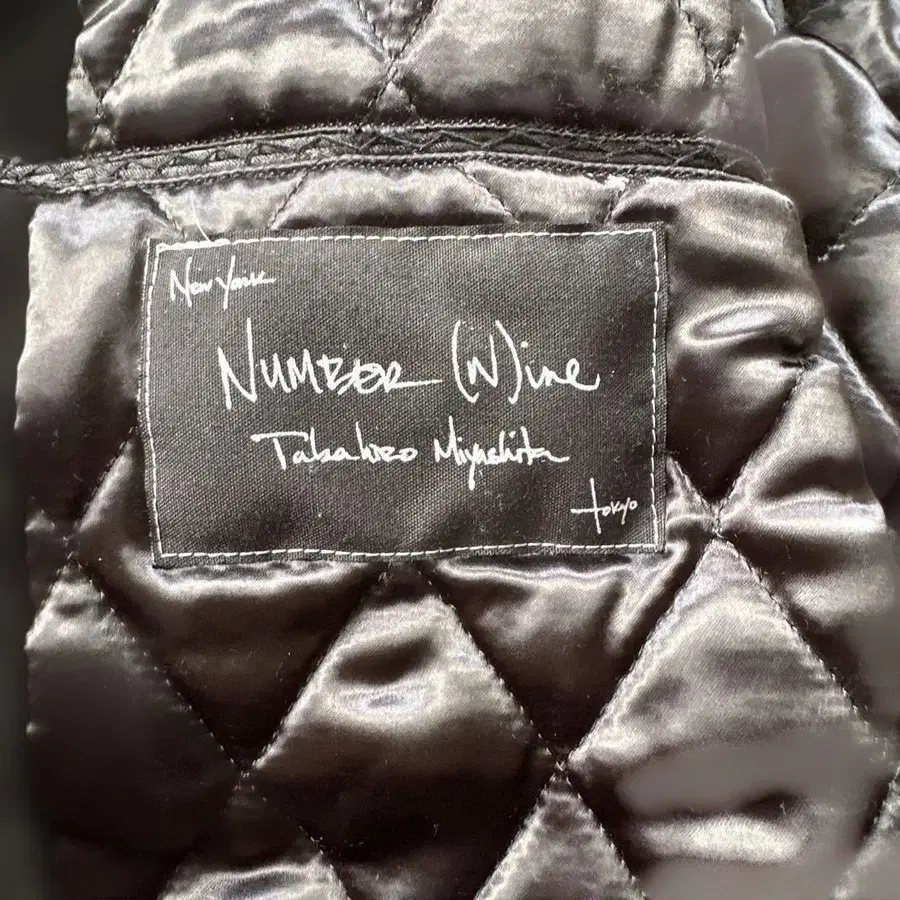 New York
NUMBER (N)ine
Takahiro Miyashita
tokyo